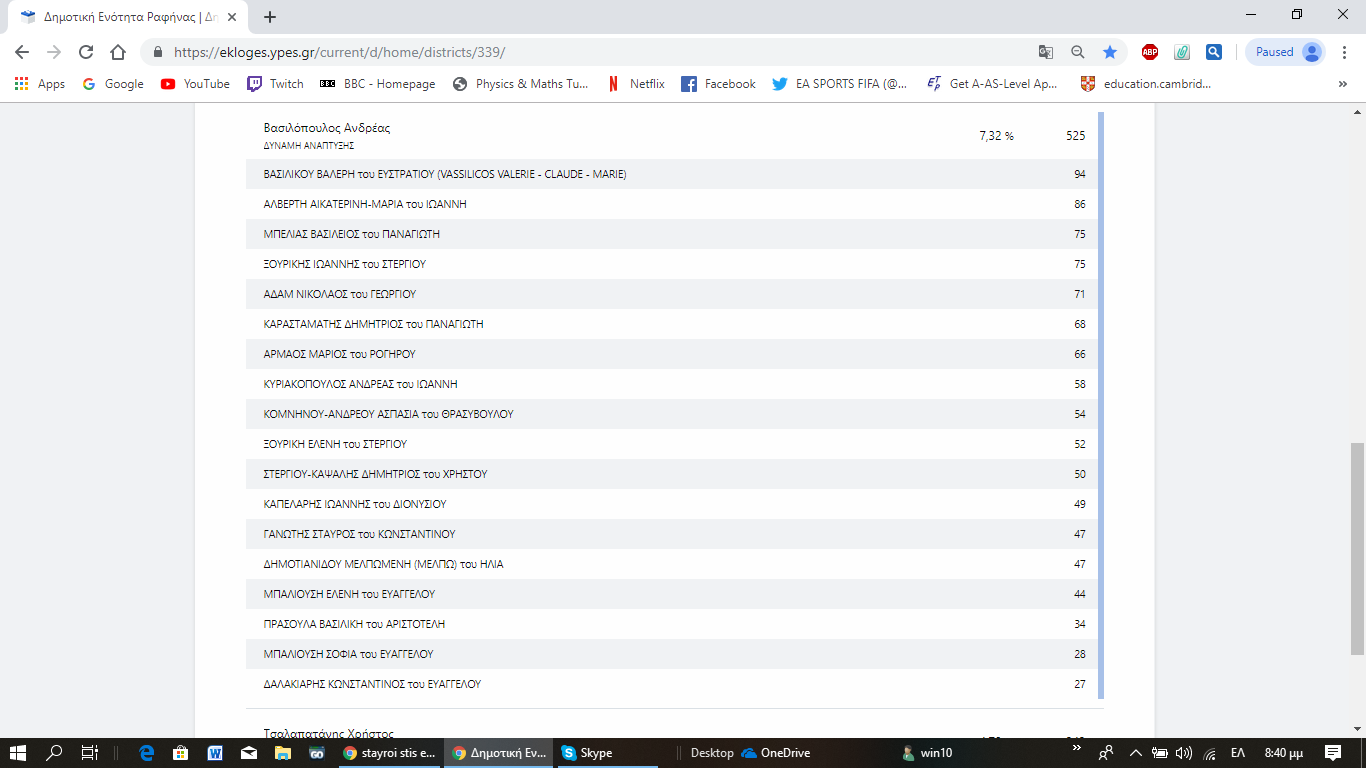 Δημοτική Ενότητα Ραφήνας | Δη
https://ekloges.ypes.gr/current/d/home/districts/339/
ABP
Paused
Apps
Google
YouTube
Twitch
BBC - Homepage
Physics & Maths Tu...
Netflix
Facebook
EA SPORTS FIFA (@...
Get A-AS-Level Ap...
education.cambrid...
»
Βασιλόπουλος Ανδρέας 7,32 % 525
ΔΥΝΑΜΗ ΑΝΑΠΤΥΞΗΣ
ΒΑΣΙΛΙΚΟΥ ΒΑΛΕΡΗ του ΕΥΣΤΡΑΤΙΟΥ (VASSILICOS VALERIE - CLAUDE - MARIE) 94
ΑΛΒΕΡΤΗ ΑΙΚΑΤΕΡΙΝΗ-ΜΑΡΙΑ του ΙΩΑΝΝΗ 86
ΜΠΕΛΙΑΣ ΒΑΣΙΛΕΙΟΣ του ΠΑΝΑΓΙΩΤΗ 75
ΞΟΥΡΙΚΗΣ ΙΩΑΝΝΗΣ του ΣΤΕΡΓΙΟΥ 75
ΑΔΑΜ ΝΙΚΟΛΑΟΣ του ΓΕΩΡΓΙΟΥ 71
ΚΑΡΑΣΤΑΜΑΤΗΣ ΔΗΜΗΤΡΙΟΣ του ΠΑΝΑΓΙΩΤΗ 68
ΑΡΜΑΟΣ ΜΑΡΙΟΣ του ΡΟΓΗΡΟΥ 66
ΚΥΡΙΑΚΟΠΟΥΛΟΣ ΑΝΔΡΕΑΣ του ΙΩΑΝΝΗ 58
ΚΟΜΝΗΝΟΥ-ΑΝΔΡΕΟΥ ΑΣΠΑΣΙΑ του ΘΡΑΣΥΒΟΥΛΟΥ 54
ΞΟΥΡΙΚΗ ΕΛΕΝΗ του ΣΤΕΡΓΙΟΥ 52
ΣΤΕΡΓΙΟΥ-ΚΑΨΑΛΗΣ ΔΗΜΗΤΡΙΟΣ του ΧΡΗΣΤΟΥ 50
ΚΑΠΕΛΑΡΗΣ ΙΩΑΝΝΗΣ του ΔΙΟΝΥΣΙΟΥ 49
ΓΑΝΩΤΗΣ ΣΤΑΥΡΟΣ του ΚΩΝΣΤΑΝΤΙΝΟΥ 47
ΔΗΜΟΤΙΑΝΙΔΟΥ ΜΕΛΠΩΜΕΝΗ (ΜΕΛΠΩ) του ΗΛΙΑ 47
ΜΠΑΛΙΟΥΣΗ ΕΛΕΝΗ του ΕΥΑΓΓΕΛΟΥ 44
ΠΡΑΣΟΥΛΑ ΒΑΣΙΛΙΚΗ του ΑΡΙΣΤΟΤΕΛΗ 34
ΜΠΑΛΙΟΥΣΗ ΣΟΦΙΑ του ΕΥΑΓΓΕΛΟΥ 28
ΔΑΛΑΚΙΑΡΗΣ ΚΩΝΣΤΑΝΤΙΝΟΣ του ΕΥΑΓΓΕΛΟΥ 27
Τσαλαπατάνης Χρήστος
stayroi stis e...
Δημοτική Εν...
Skype
Desktop
OneDrive
win10
»
ΕΛ
8:40 μμ